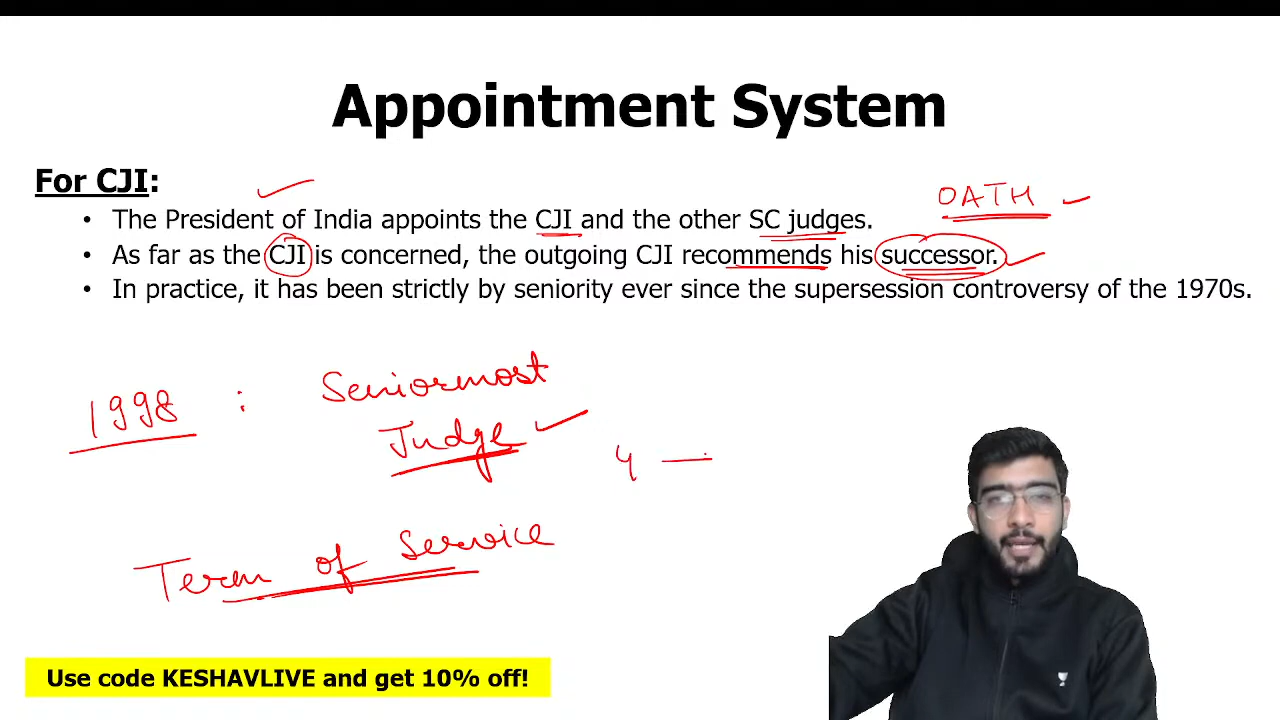 Appointment System
For CJI:
• The President of India appoints the CJI and the other SC judges.
OATH
• As far as the CJI is concerned, the outgoing CJI recommends his successor.
• In practice, it has been strictly by seniority ever since the supersession controversy of the 1970s.
1998 : Seniormost
Judge
4 —
Term of Service
Use code KESHAVLIVE and get 10% off!